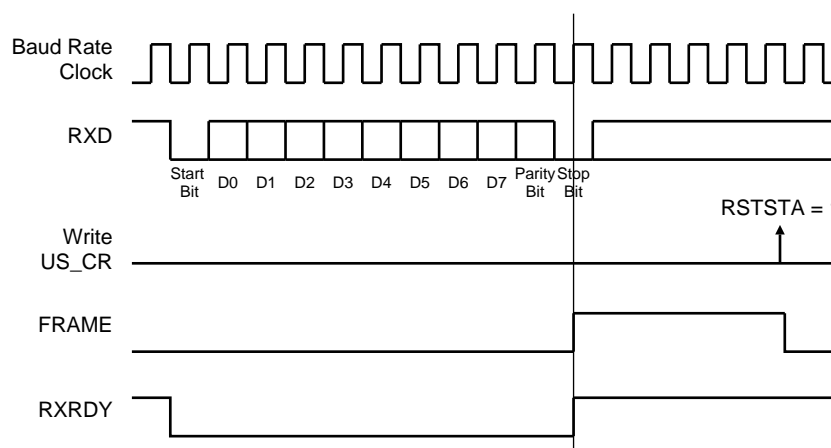 Baud Rate
Clock
RXD
Start
Bit
D0 D1 D2 D3 D4 D5 D6 D7
Parity
Bit
Stop
Bit
RSTSTA =
Write
US_CR
FRAME
RXRDY